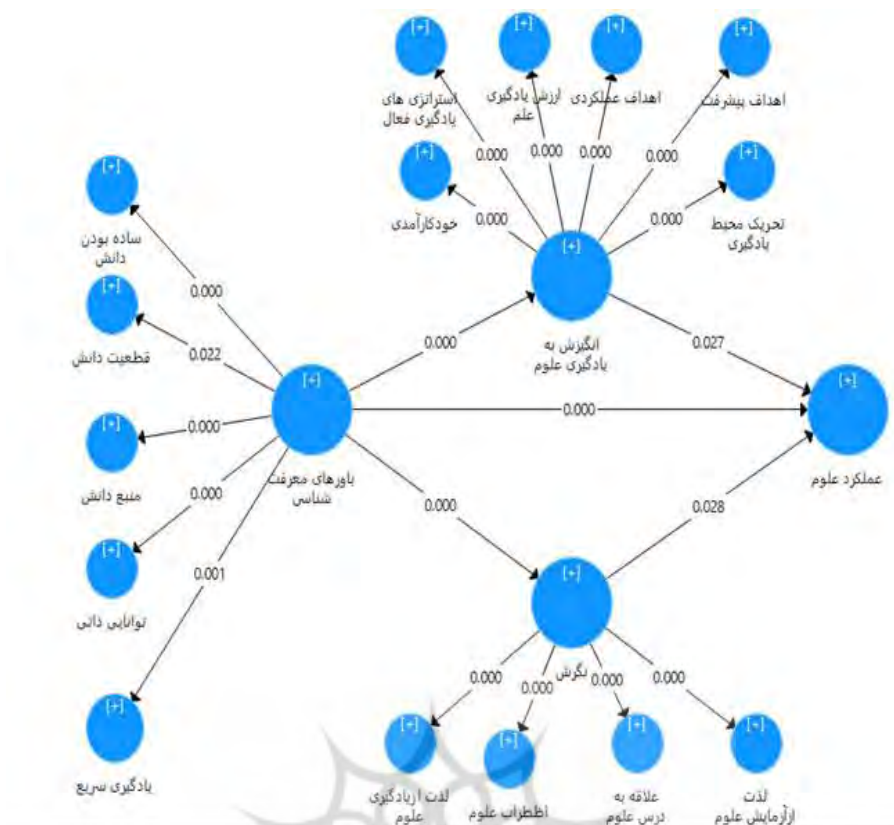 [+] [+] [+] [+]
استراتژی های یادگیری فعال
ارزش یادگیری علم
اهداف عملکردی
اهداف پیشرفت
0.000 0.000 0.000 0.000
[+] [+]
خودکارآمدی
0.000
0.000
تحریک محیط یادگیری
[+]
انگیزش به
یادگیری علوم
[+]
ساده بودن
دانش
0.000
[+]
قطعیت دانش
0.022
[+]
منبع دانش
0.000
[+]
توانایی ذاتی
0.000
[+]
یادگیری سریع
0.001
[+]
باورهای معرفت
شناسی
0.000
0.000
0.000
0.027
0.028
[+]
عملکرد علوم
[+]
نگرش
0.000 0.000 0.000 0.000
[+] [+] [+] [+]
لذت ازیادگیری
علوم
اظطراب علوم
علاقه به
درس علوم
لذت
ازآزمایش علوم